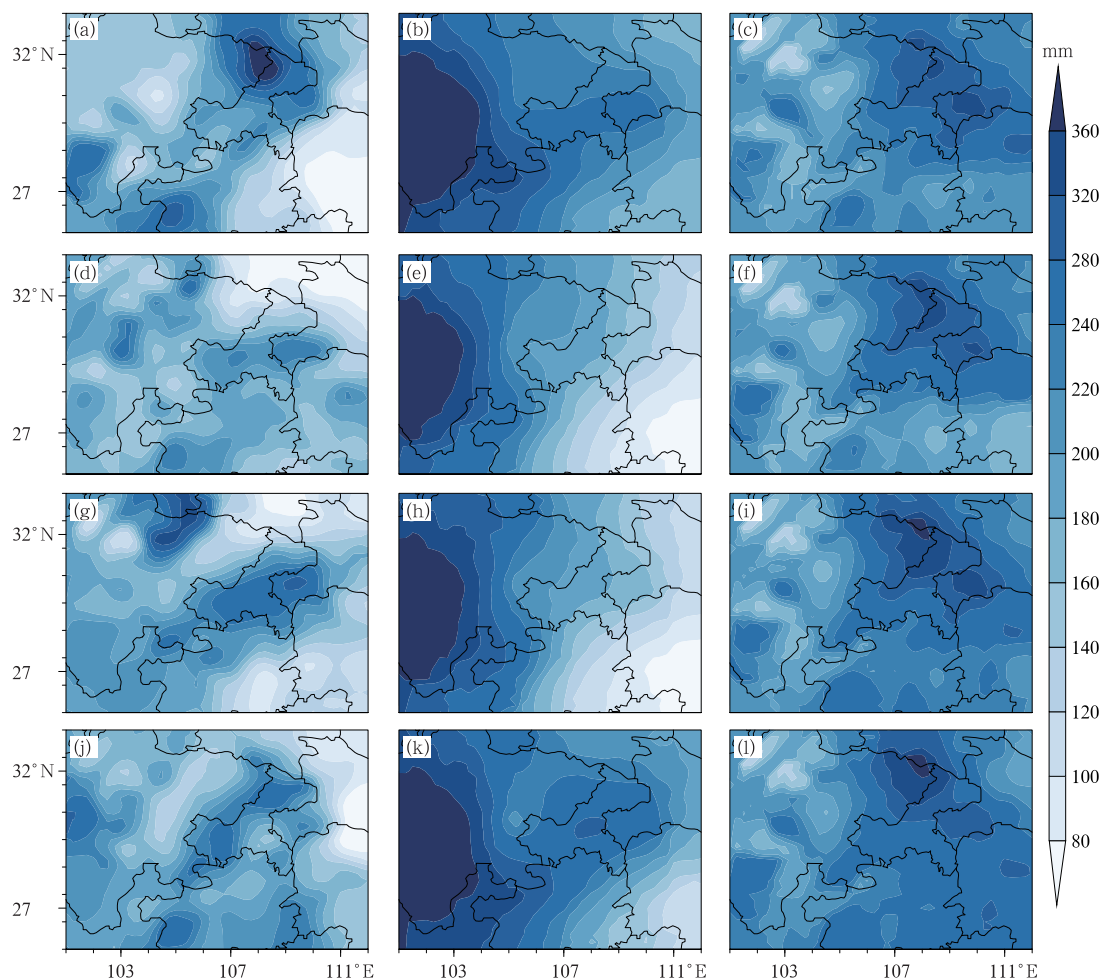 (a) (b) (c)
mm
32°N
27
360
320
280
240
220
200
180
160
140
120
100
80
(d) (e) (f)
32°N
27
(g) (h) (i)
32°N
27
(j) (k) (l)
32°N
27
103 107 111°E 103 107 111°E 103 107 111°E